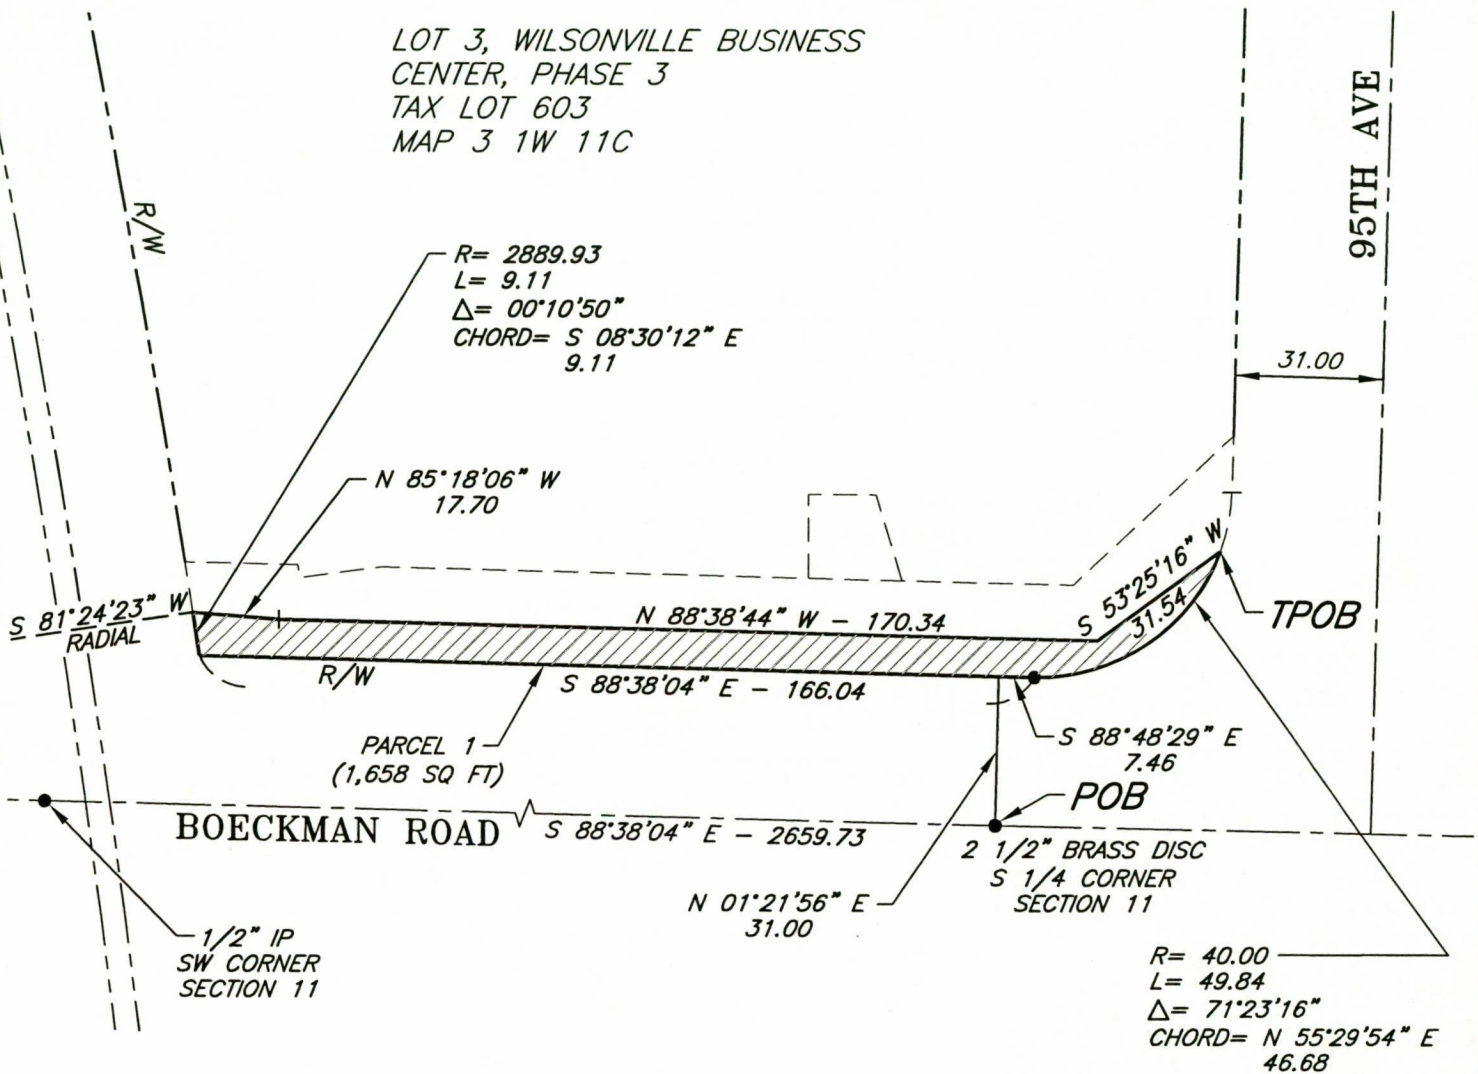 LOT 3, WILSONVILLE BUSINESS
CENTER, PHASE 3
TAX LOT 603
MAP 3 1W 11C
95TH AVE
R/W
R= 2889.93
L= 9.11
Δ= 00°10'50"
CHORD= S 08°30'12" E
9.11
31.00
N 85°18'06" W
17.70
S 81°24'23" W
RADIAL
N 88°38'44" W - 170.34
S 53°25'16" W
31.54
TPOB
R/W
S 88°38'04" E - 166.04
PARCEL 1
(1,658 SQ FT)
S 88°48'29" E
7.46
POB
BOECKMAN ROAD
S 88°38'04" E - 2659.73
2 1/2" BRASS DISC
S 1/4 CORNER
SECTION 11
N 01°21'56" E
31.00
1/2" IP
SW CORNER
SECTION 11
R= 40.00
L= 49.84
Δ= 71°23'16"
CHORD= N 55°29'54" E
46.68